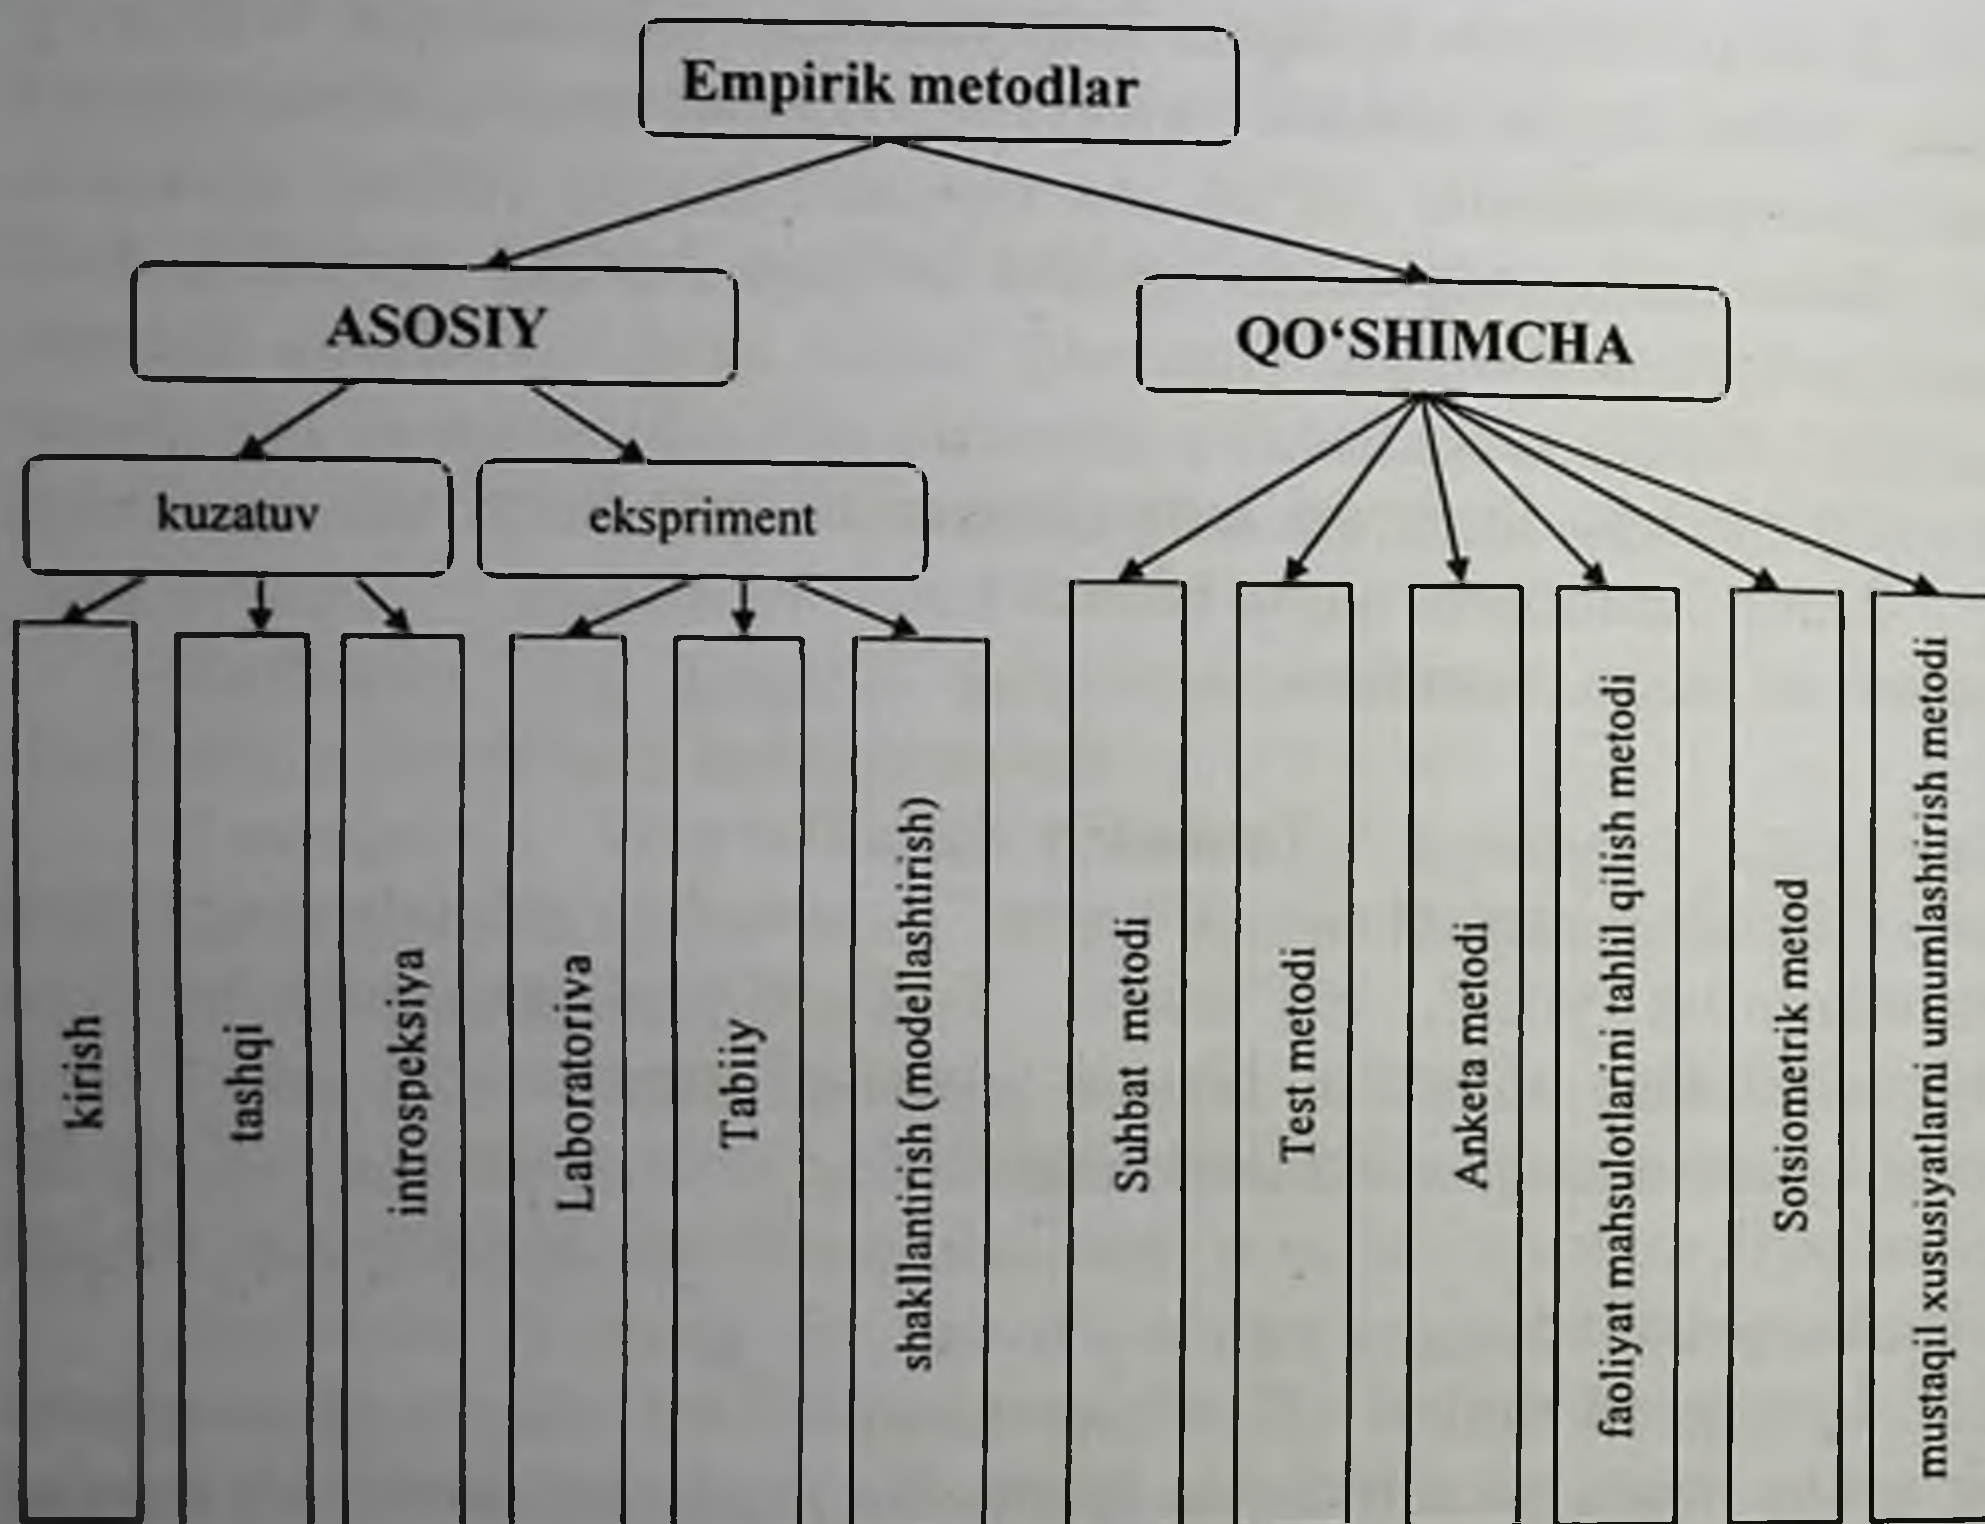 Empirik metodlar
ASOSIY
QO‘SHIMCHA
kuzatuv
ekspriment
kirish
tashqi
introspeksiya
Laboratoriva
Tabiiy
shakllantirish (modellashtirish)
Suhbat metodi
Test metodi
Anketa metodi
faoliyat mahsulotlarini tahlil qilish metodi
Sotsiometrik metod
mustaqil xususiyatlarni umumlashtirish metodi